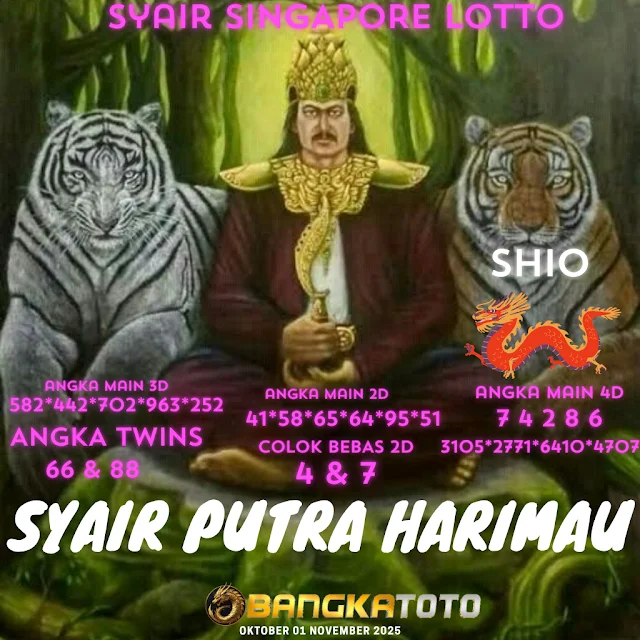 SYAIR SINGAPORE LOTTO
SHIO
ANGKA MAIN 3D
582*442*702*963*252
ANGKA TWINS
66 & 88
ANGKA MAIN 2D
41*58*65*64*95*51
COLOK BEBAS 2D
4 & 7
ANGKA MAIN 4D
7 4 2 8 6
3105*2771*6410*4707
SYAIR PUTRA HARIMAU
BANGKATOTO
OKTOBER 01 NOVEMBER 2025